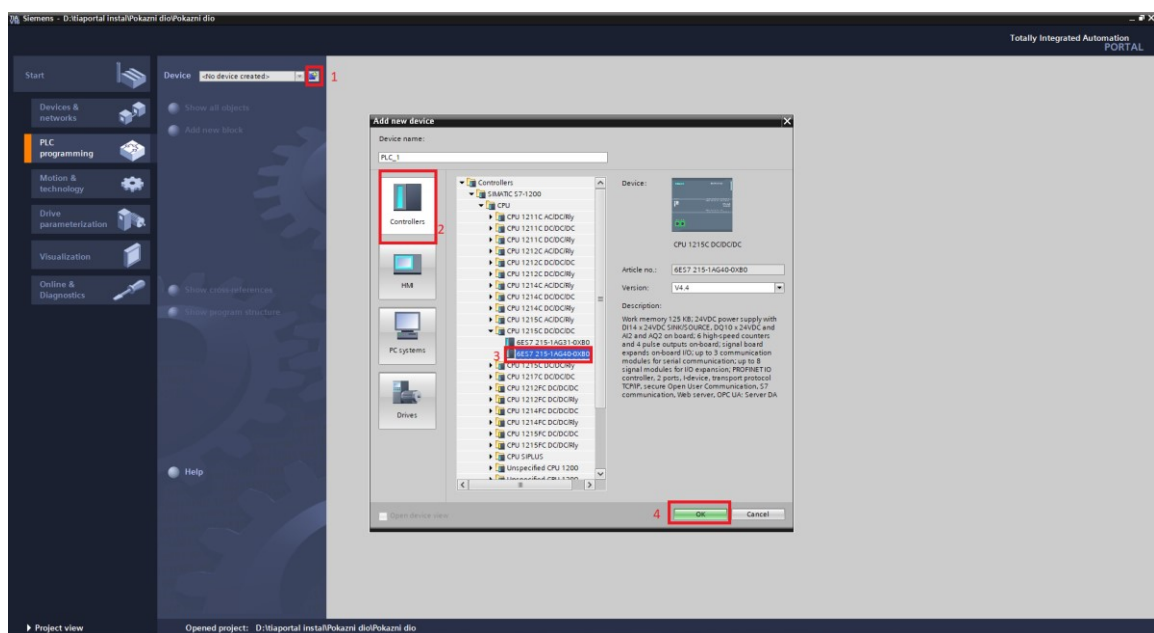 Siemens - D:\tiaportal instal\Pokazni dio\Pokazni dio
Totally Integrated Automation
PORTAL
Start
Devices &
networks
PLC
programming
Motion &
technology
Drive
parameterization
Visualization
Online &
Diagnostics
Device <No device created> 1
Show all objects
Add new block
Show cross-references
Show program structure
Help
Add new device
Device name:
PLC_1
Controllers
2
HMI
PC systems
Drives
Controllers
SIMATIC S7-1200
CPU
CPU 1211C AC/DC/Rly
CPU 1211C DC/DC/DC
CPU 1211C DC/DC/Rly
CPU 1212C AC/DC/Rly
CPU 1212C DC/DC/DC
CPU 1212C DC/DC/Rly
CPU 1214C AC/DC/Rly
CPU 1214C DC/DC/DC
CPU 1214C DC/DC/Rly
CPU 1215C AC/DC/Rly
CPU 1215C DC/DC/DC
6ES7 215-1AG31-0XB0
3 6ES7 215-1AG40-0XB0
CPU 1215C DC/DC/Rly
CPU 1217C DC/DC/DC
CPU 1212FC DC/DC/DC
CPU 1212FC DC/DC/Rly
CPU 1214FC DC/DC/DC
CPU 1214FC DC/DC/Rly
CPU 1215FC DC/DC/DC
CPU 1215FC DC/DC/Rly
CPU SIPLUS
Unspecified CPU 1200
Device:
CPU 1215C DC/DC/DC
Article no.: 6ES7 215-1AG40-0XB0
Version: V4.4
Description:
Work memory 125 KB; 24VDC power supply with
DI14 x 24VDC SINK/SOURCE, DQ10 x 24VDC and
AI2 and AQ2 on board; 6 high-speed counters
and 4 pulse outputs on-board; signal board
expands on-board I/O; up to 3 communication
modules for serial communication; up to 8
signal modules for I/O expansion; PROFINET IO
controller, 2 ports, I-device, transport protocol
TCP/IP, secure Open User Communication, S7
communication, Web server, OPC UA: Server DA
Open device view
4 OK Cancel
Project view
Opened project: D:\tiaportal instal\Pokazni dio\Pokazni dio